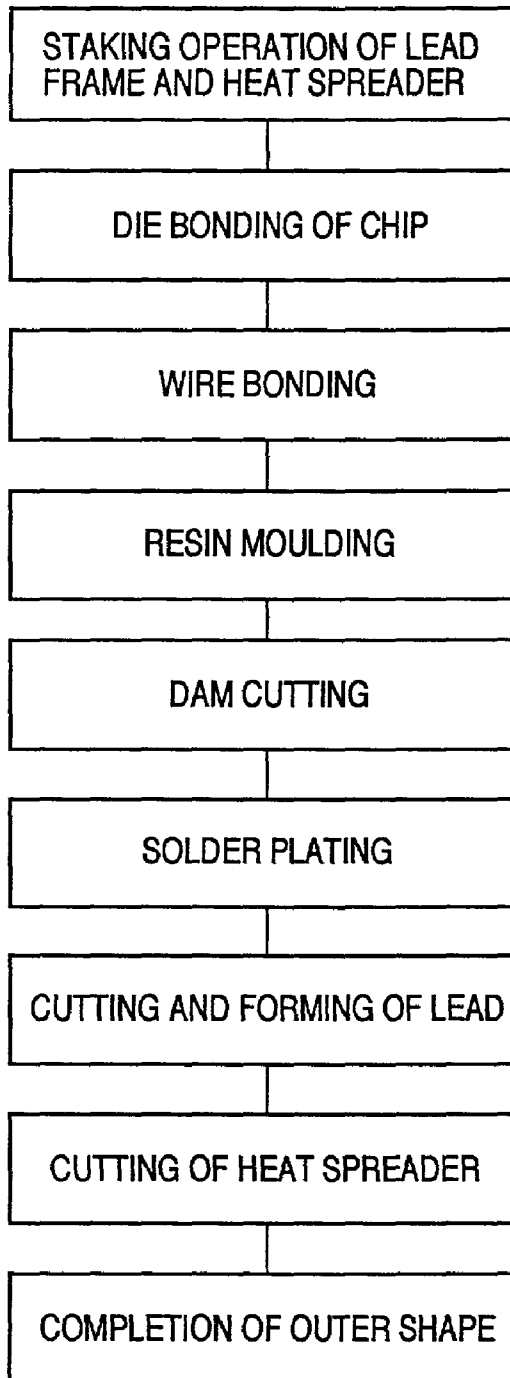 STAKING OPERATION OF LEAD
FRAME AND HEAT SPREADER
DIE BONDING OF CHIP
WIRE BONDING
RESIN MOULDING
DAM CUTTING
SOLDER PLATING
CUTTING AND FORMING OF LEAD
CUTTING OF HEAT SPREADER
COMPLETION OF OUTER SHAPE